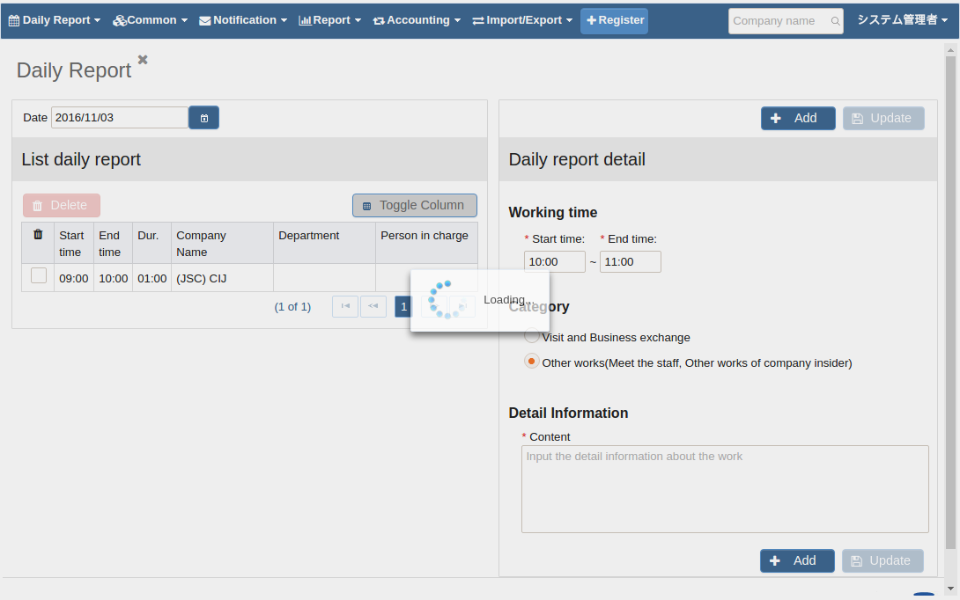 Daily Report Common Notification Report Accounting Import/Export Register Company name システム管理者
Daily Report
Date 2016/11/03
List daily report
Delete Toggle Column
Start time End time Dur. Company Name Department Person in charge
09:00 10:00 01:00 (JSC) CIJ
(1 of 1) 1
Loading..
Add Update
Daily report detail
Working time
* Start time: * End time:
10:00 ~ 11:00
Category
Visit and Business exchange
Other works(Meet the staff, Other works of company insider)
Detail Information
* Content
Input the detail information about the work
Add Update